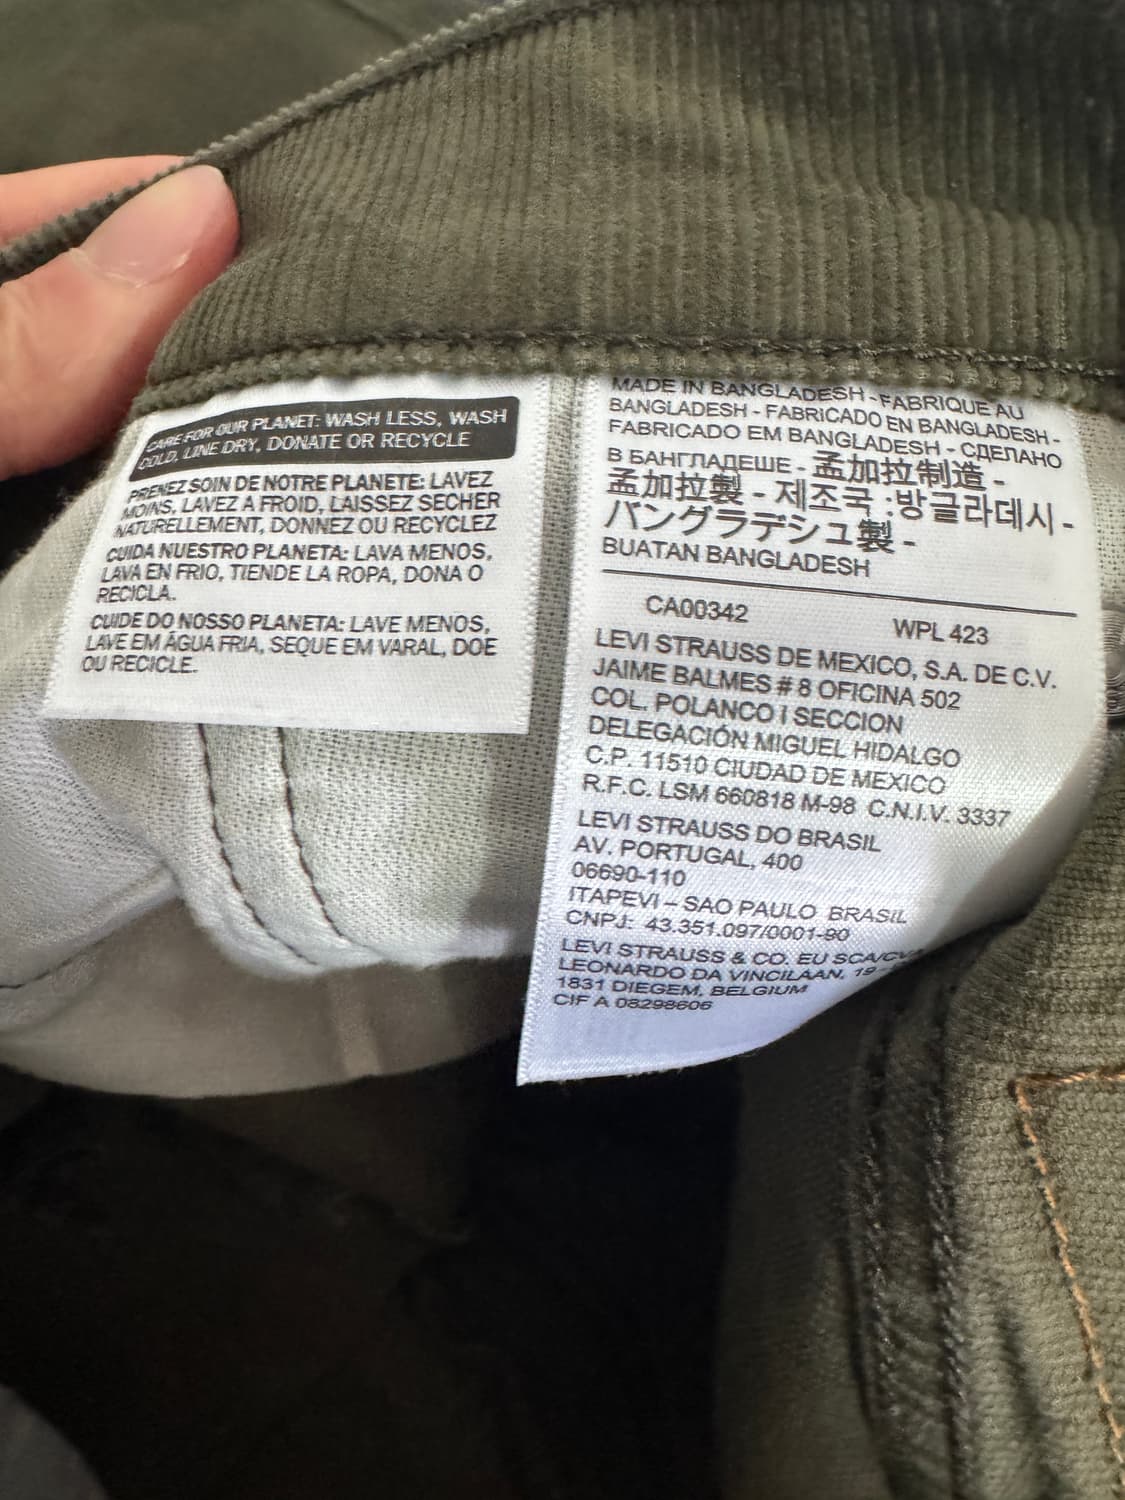 CARE FOR OUR PLANET: WASH LESS, WASH
COLD, LINE DRY, DONATE OR RECYCLE
PRENEZ SOIN DE NOTRE PLANETE: LAVEZ
MOINS, LAVEZ A FROID, LAISSEZ SECHER
NATURELLEMENT, DONNEZ OU RECYCLEZ
CUIDA NUESTRO PLANETA: LAVA MENOS,
LAVA EN FRIO, TIENDE LA ROPA, DONA O
RECICLA.
CUIDE DO NOSSO PLANETA: LAVE MENOS,
LAVE EM ÁGUA FRIA, SEQUE EM VARAL, DOE
OU RECICLE.
MADE IN BANGLADESH - FABRIQUE AU
BANGLADESH - FABRICADO EN BANGLADESH -
FABRICADO EM BANGLADESH - СДЕЛАНО
В БАНГЛАДЕШЕ - 孟加拉制造 -
孟加拉製 - 제조국 :방글라데시 -
バングラデシュ製 -
BUATAN BANGLADESH
CA00342 WPL 423
LEVI STRAUSS DE MEXICO, S.A. DE C.V.
JAIME BALMES # 8 OFICINA 502
COL. POLANCO I SECCION
DELEGACIÓN MIGUEL HIDALGO
C.P. 11510 CIUDAD DE MEXICO
R.F.C. LSM 660818 M-98 C.N.I.V. 3337
LEVI STRAUSS DO BRASIL
AV. PORTUGAL, 400
06690-110
ITAPEVI – SAO PAULO BRASIL
CNPJ: 43.351.097/0001-90
LEVI STRAUSS & CO. EU SCA/CVA
LEONARDO DA VINCILAAN, 19 -
1831 DIEGEM, BELGIUM
CIF A 08298606